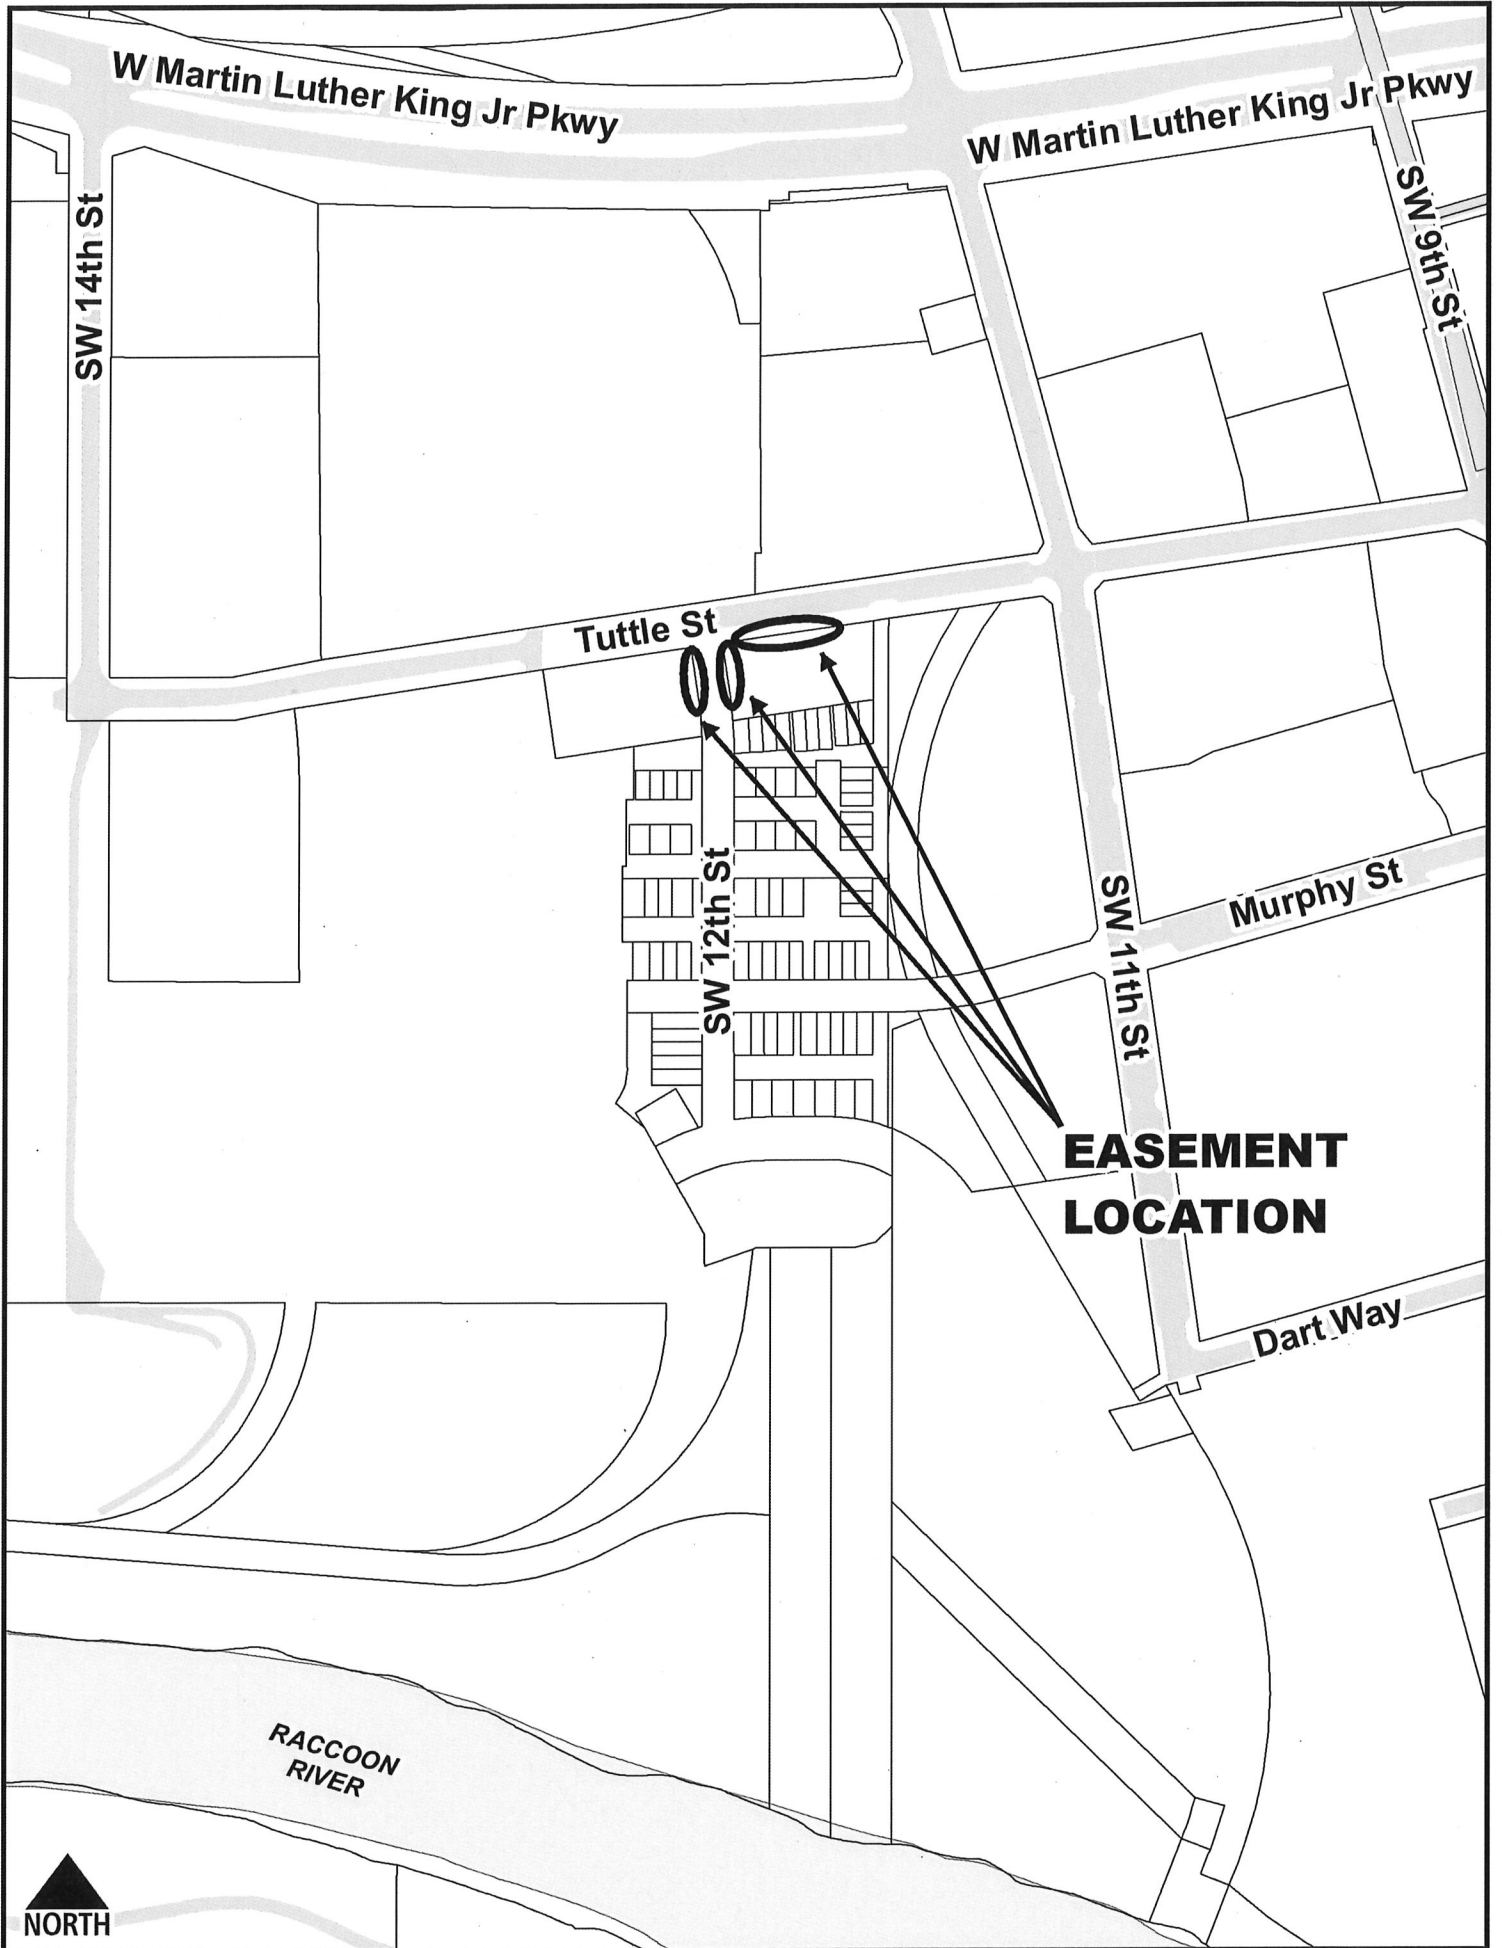 W Martin Luther King Jr Pkwy
W Martin Luther King Jr Pkwy
SW 14th St
SW 9th St
Tuttle St
SW 12th St
SW 11th St
Murphy St
EASEMENT
LOCATION
Dart Way
RACCOON
RIVER
NORTH